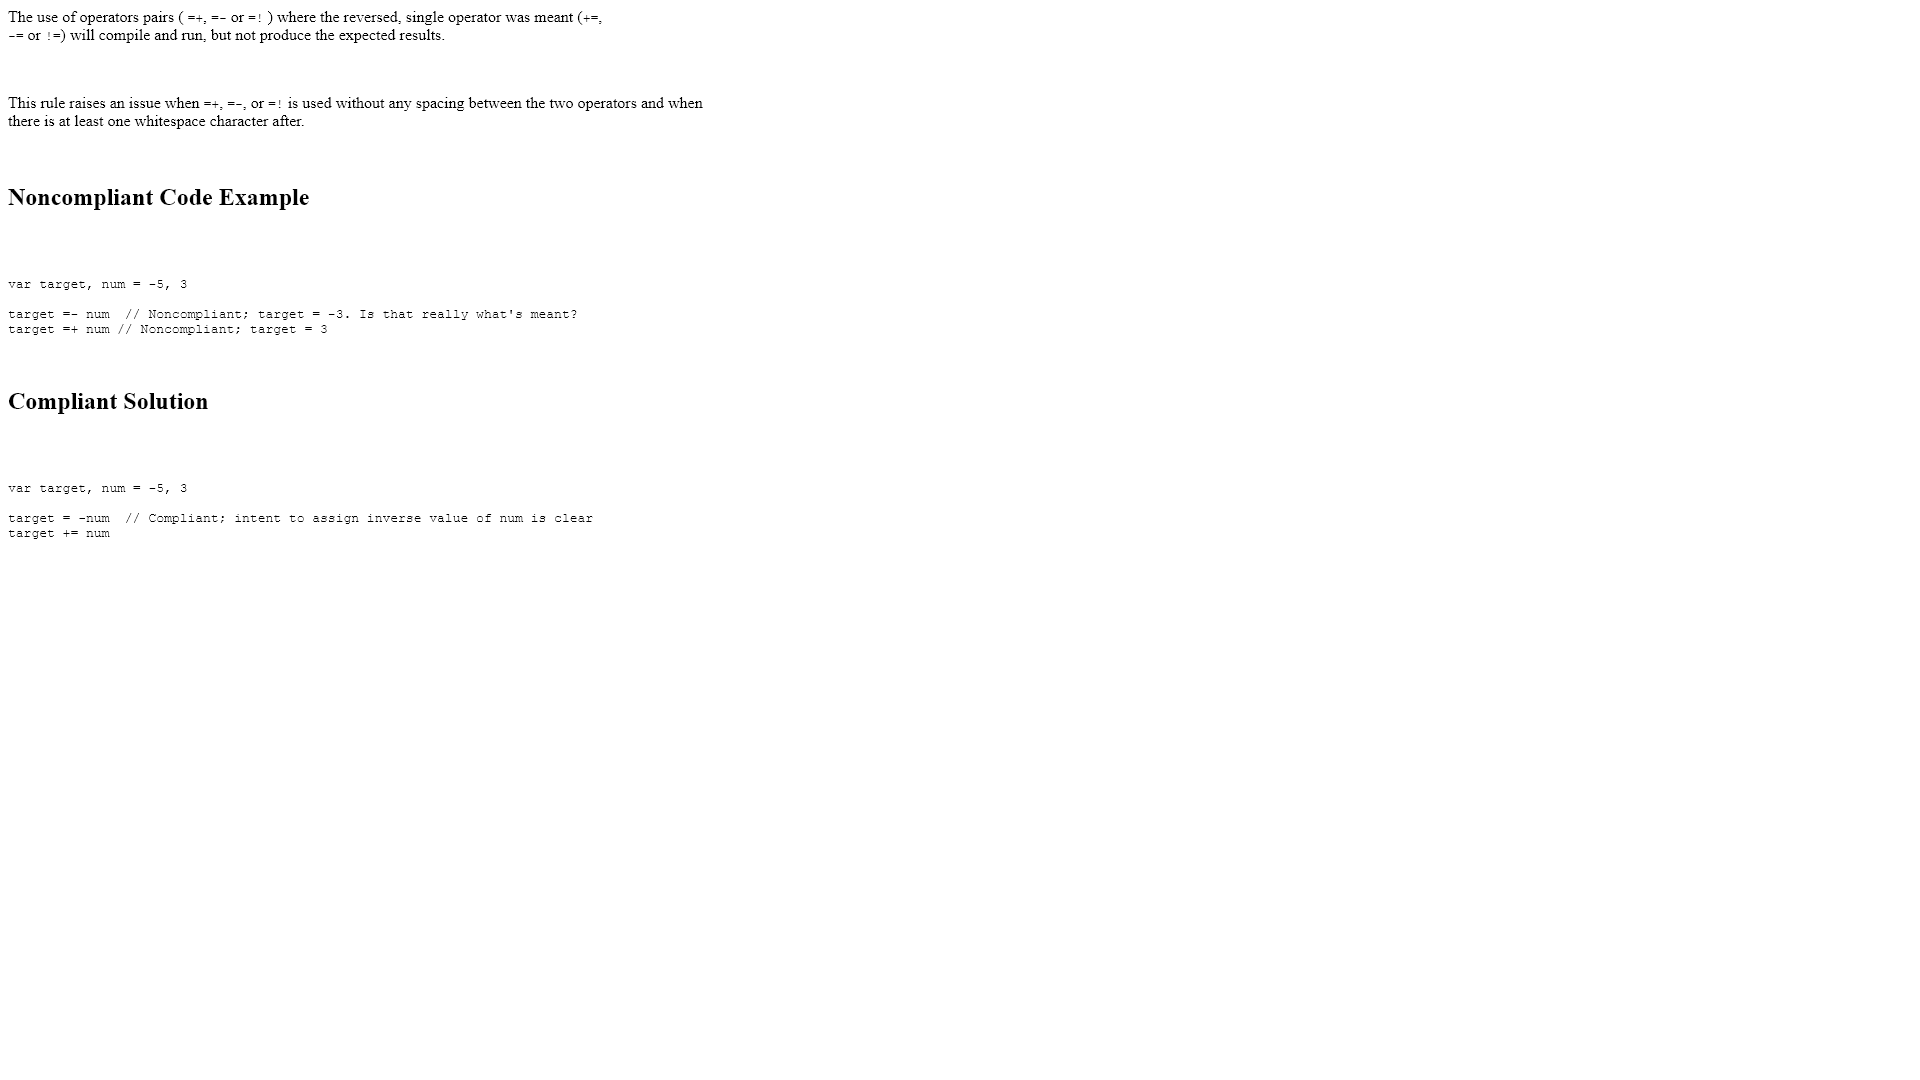 The use of operators pairs ( =+, =- or =! ) where the reversed, single operator was meant (+=,
-= or !=) will compile and run, but not produce the expected results.
This rule raises an issue when =+, =-, or =! is used without any spacing between the two operators and when
there is at least one whitespace character after.
Noncompliant Code Example
var target, num = -5, 3
target =- num  // Noncompliant; target = -3. Is that really what's meant?
target =+ num // Noncompliant; target = 3
Compliant Solution
var target, num = -5, 3
target = -num  // Compliant; intent to assign inverse value of num is clear
target += num